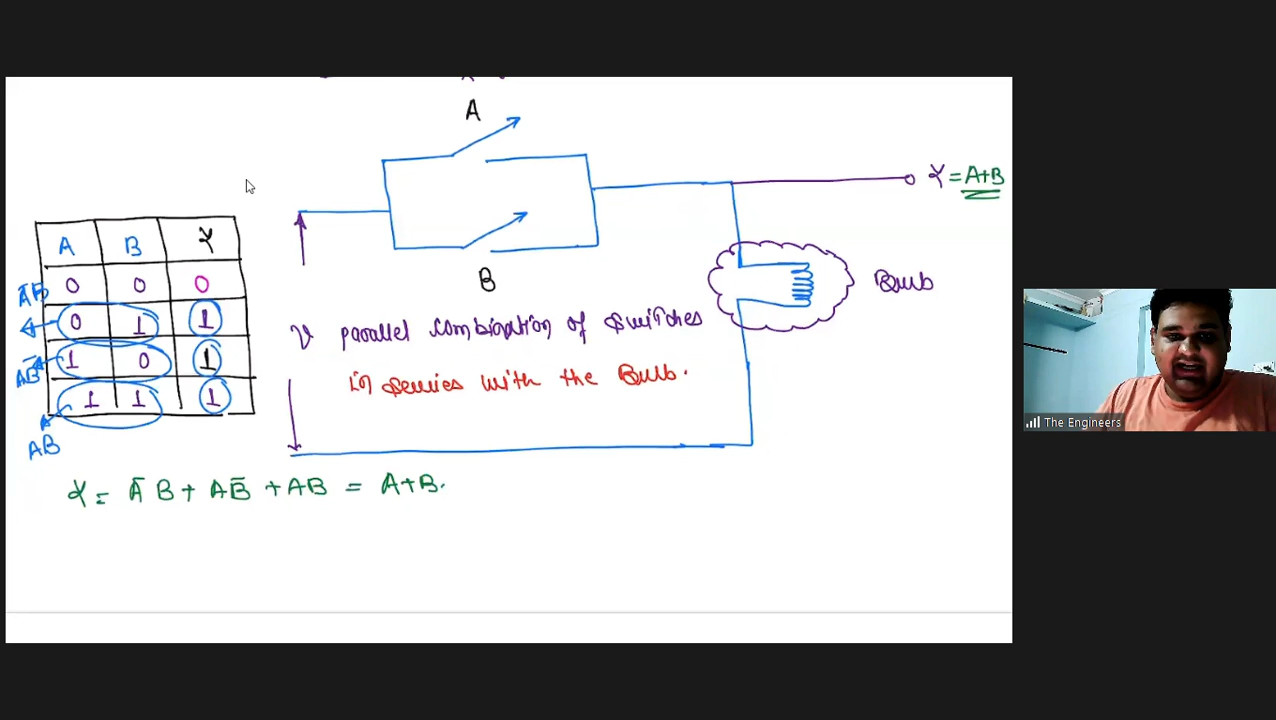 A
Y = A+B
B
Bulb
A B Y
0 0 0
A̅B
0 1 1
AB̅
1 0 1
1 1 1
AB
V parallel combination of switches
in series with the Bulb.
Y = A̅ B + A B̅ + AB = A+B.
The Engineers